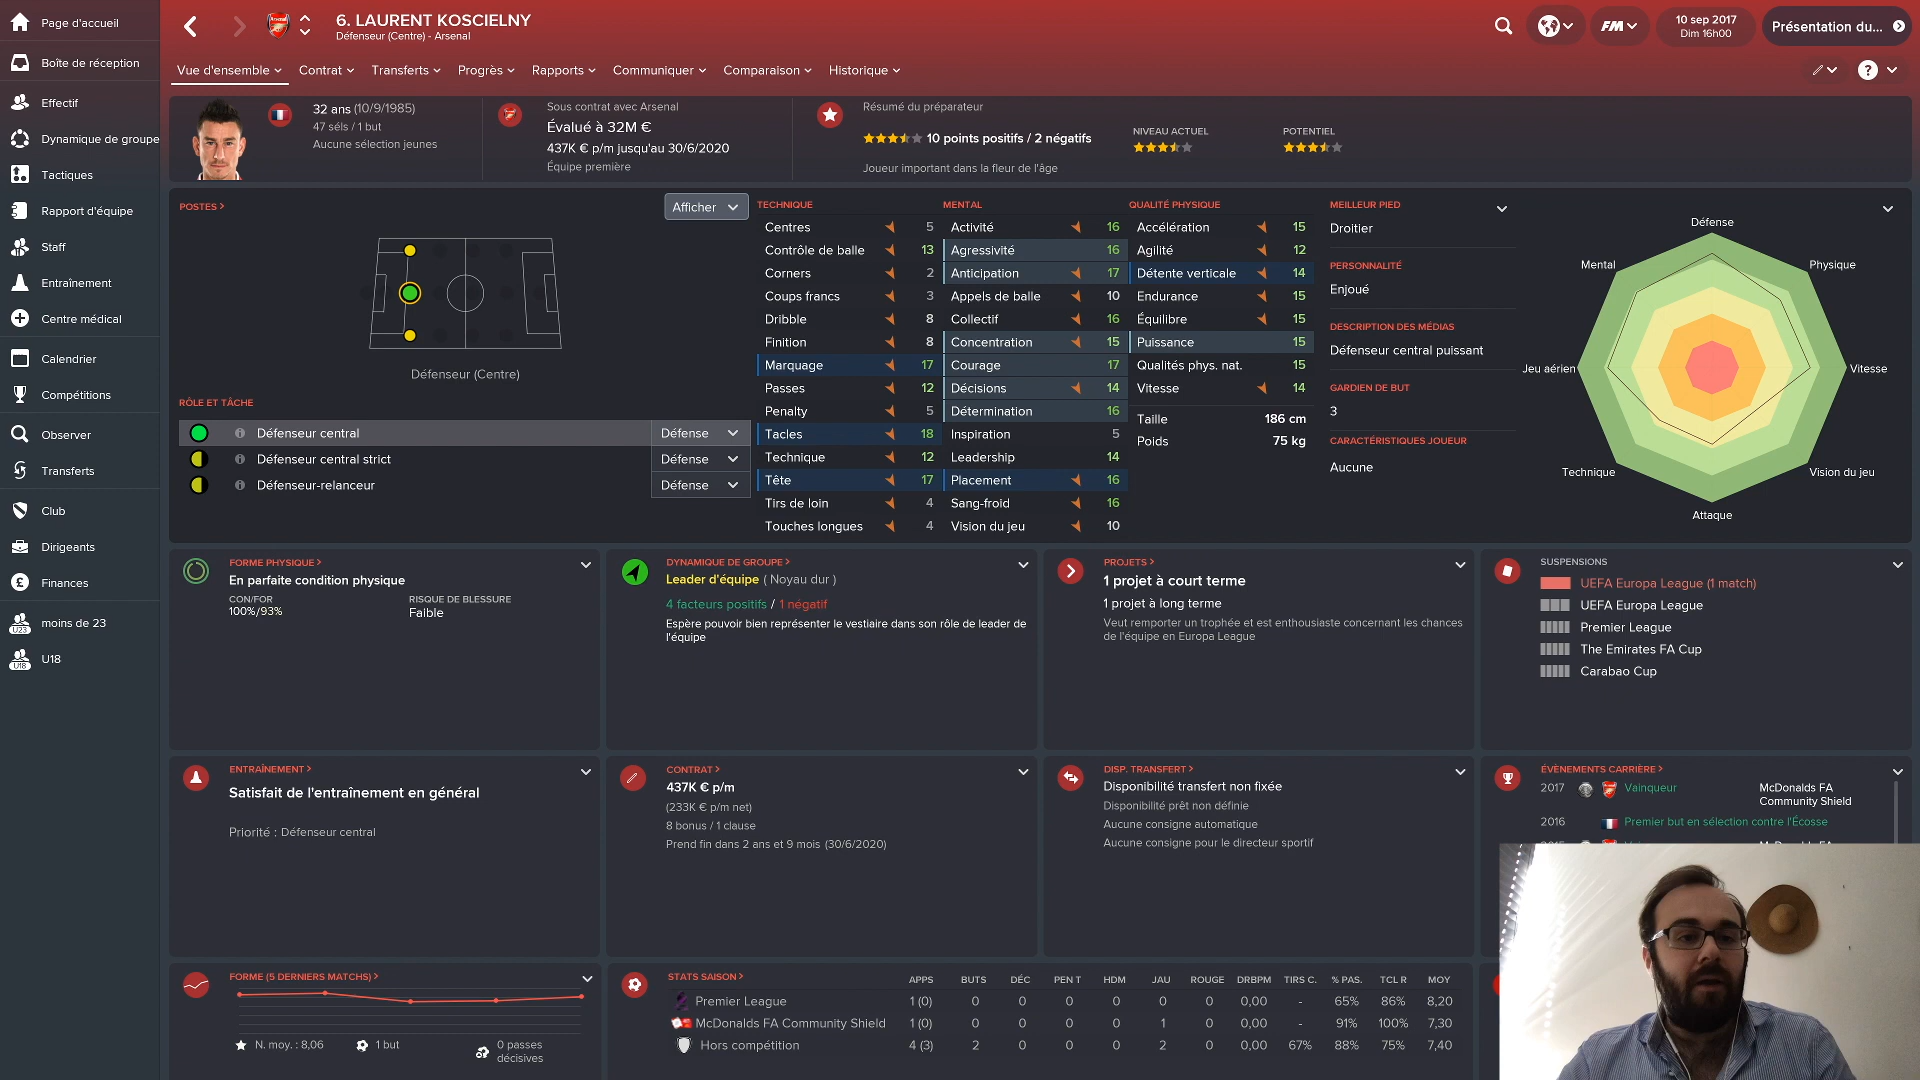 Page d'accueil
Boîte de réception
Effectif
Dynamique de groupe
Tactiques
Rapport d'équipe
Staff
Entraînement
Centre médical
Calendrier
Compétitions
Observer
Transferts
Club
Dirigeants
Finances
moins de 23
U18
6. LAURENT KOSCIELNY
Défenseur (Centre) - Arsenal
FM
10 sep 2017
Dim 16h00
Présentation du...
Vue d'ensemble Contrat Transferts Progrès Rapports Communiquer Comparaison Historique
32 ans (10/9/1985)
47 séls / 1 but
Aucune sélection jeunes
Sous contrat avec Arsenal
Évalué à 32M €
437K € p/m jusqu'au 30/6/2020
Équipe première
Résumé du préparateur
10 points positifs / 2 négatifs
Joueur important dans la fleur de l'âge
NIVEAU ACTUEL
POTENTIEL
POSTES >
Afficher
Défenseur (Centre)
RÔLE ET TÂCHE
Défenseur central Défense
Défenseur central strict Défense
Défenseur-relanceur Défense
TECHNIQUE
Centres 5
Contrôle de balle 13
Corners 2
Coups francs 3
Dribble 8
Finition 8
Marquage 17
Passes 12
Penalty 5
Tacles 18
Technique 12
Tête 17
Tirs de loin 4
Touches longues 4
MENTAL
Activité 16
Agressivité 16
Anticipation 17
Appels de balle 10
Collectif 16
Concentration 15
Courage 17
Décisions 14
Détermination 16
Inspiration 5
Leadership 14
Placement 16
Sang-froid 16
Vision du jeu 10
QUALITÉ PHYSIQUE
Accélération 15
Agilité 12
Détente verticale 14
Endurance 15
Équilibre 15
Puissance 15
Qualités phys. nat. 15
Vitesse 14
Taille 186 cm
Poids 75 kg
MEILLEUR PIED
Droitier
PERSONNALITÉ
Enjoué
DESCRIPTION DES MÉDIAS
Défenseur central puissant
GARDIEN DE BUT
3
CARACTÉRISTIQUES JOUEUR
Aucune
Défense
Physique
Vitesse
Vision du jeu
Attaque
Technique
Jeu aérien
Mental
FORME PHYSIQUE >
En parfaite condition physique
CON/FOR
100%/93%
RISQUE DE BLESSURE
Faible
DYNAMIQUE DE GROUPE >
Leader d'équipe ( Noyau dur )
4 facteurs positifs / 1 négatif
Espère pouvoir bien représenter le vestiaire dans son rôle de leader de
l'équipe
PROJETS >
1 projet à court terme
1 projet à long terme
Veut remporter un trophée et est enthousiaste concernant les chances
de l'équipe en Europa League
SUSPENSIONS
UEFA Europa League (1 match)
UEFA Europa League
Premier League
The Emirates FA Cup
Carabao Cup
ENTRAÎNEMENT >
Satisfait de l'entraînement en général
Priorité : Défenseur central
CONTRAT >
437K € p/m
(233K € p/m net)
8 bonus / 1 clause
Prend fin dans 2 ans et 9 mois (30/6/2020)
DISP. TRANSFERT >
Disponibilité transfert non fixée
Disponibilité prêt non définie
Aucune consigne automatique
Aucune consigne pour le directeur sportif
ÉVÈNEMENTS CARRIÈRE >
2017 Vainqueur McDonalds FA
Community Shield
2016 Premier but en sélection contre l'Écosse
FORME (5 DERNIERS MATCHS) >
N. moy. : 8,06
1 but
0 passes
décisives
STATS SAISON > APPS BUTS DÉC PEN T HDM JAU ROUGE DRBPM TIRS C. % PAS. TCL R MOY
Premier League 1 (0) 0 0 0 0 0 0 0,00 - 65% 86% 8,20
McDonalds FA Community Shield 1 (0) 0 0 0 0 1 0 0,00 - 91% 100% 7,30
Hors compétition 4 (3) 2 0 0 0 2 0 0,00 67% 88% 75% 7,40